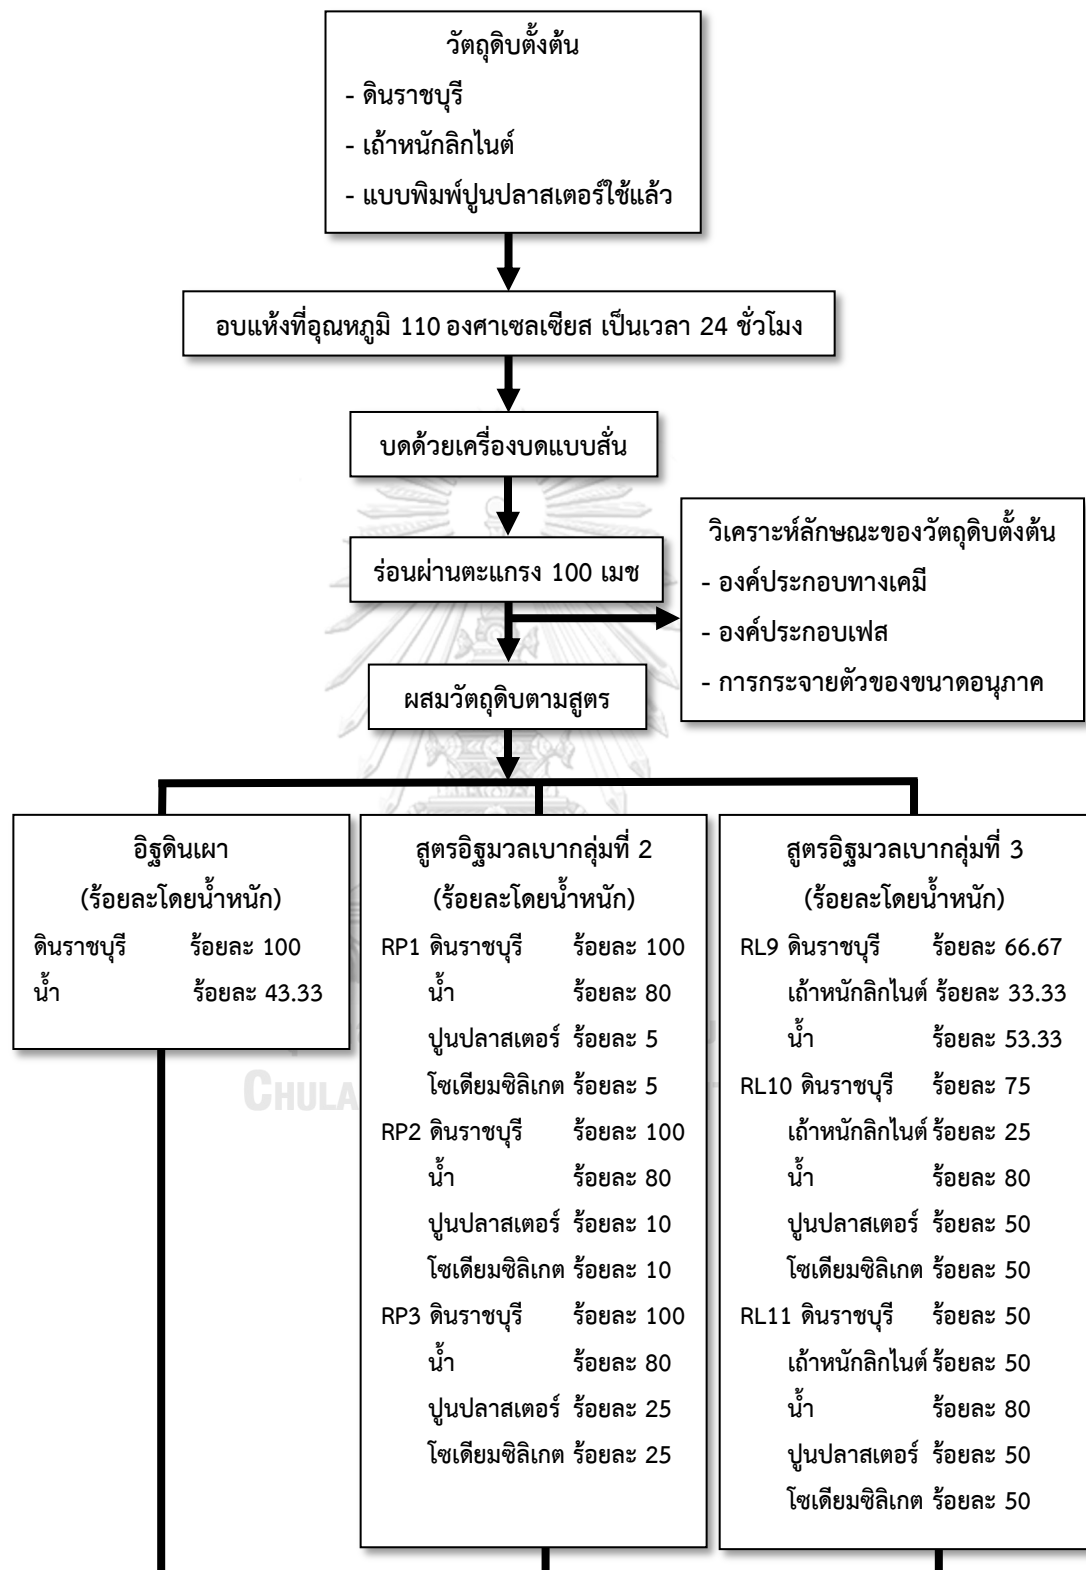 วัตถุดิบตั้งต้น
- ดินราชบุรี
- เถ้าหนักลิกไนต์
- แบบพิมพ์ปูนปลาสเตอร์ใช้แล้ว
อบแห้งที่อุณหภูมิ 110 องศาเซลเซียส เป็นเวลา 24 ชั่วโมง
บดด้วยเครื่องบดแบบสั่น
ร่อนผ่านตะแกรง 100 เมช
วิเคราะห์ลักษณะของวัตถุดิบตั้งต้น
- องค์ประกอบทางเคมี
- องค์ประกอบเฟส
- การกระจายตัวของขนาดอนุภาค
ผสมวัตถุดิบตามสูตร
อิฐดินเผา
(ร้อยละโดยน้ำหนัก)
ดินราชบุรี ร้อยละ 100
น้ำ ร้อยละ 43.33
สูตรอิฐมวลเบากลุ่มที่ 2
(ร้อยละโดยน้ำหนัก)
RP1 ดินราชบุรี ร้อยละ 100
น้ำ ร้อยละ 80
ปูนปลาสเตอร์ ร้อยละ 5
โซเดียมซิลิเกต ร้อยละ 5
RP2 ดินราชบุรี ร้อยละ 100
น้ำ ร้อยละ 80
ปูนปลาสเตอร์ ร้อยละ 10
โซเดียมซิลิเกต ร้อยละ 10
RP3 ดินราชบุรี ร้อยละ 100
น้ำ ร้อยละ 80
ปูนปลาสเตอร์ ร้อยละ 25
โซเดียมซิลิเกต ร้อยละ 25
สูตรอิฐมวลเบากลุ่มที่ 3
(ร้อยละโดยน้ำหนัก)
RL9 ดินราชบุรี ร้อยละ 66.67
เถ้าหนักลิกไนต์ ร้อยละ 33.33
น้ำ ร้อยละ 53.33
RL10 ดินราชบุรี ร้อยละ 75
เถ้าหนักลิกไนต์ ร้อยละ 25
น้ำ ร้อยละ 80
ปูนปลาสเตอร์ ร้อยละ 50
โซเดียมซิลิเกต ร้อยละ 50
RL11 ดินราชบุรี ร้อยละ 50
เถ้าหนักลิกไนต์ ร้อยละ 50
น้ำ ร้อยละ 80
ปูนปลาสเตอร์ ร้อยละ 50
โซเดียมซิลิเกต ร้อยละ 50
CHULA